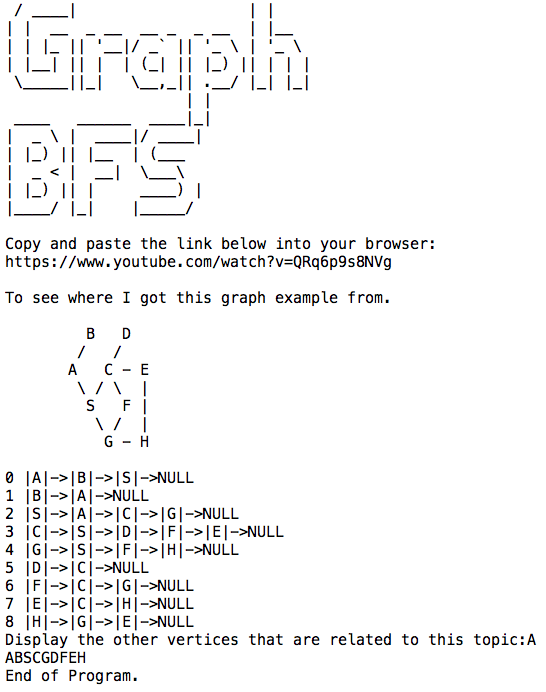 Graph
BFS
Copy and paste the link below into your browser:
https://www.youtube.com/watch?v=QRq6p9s8NVg
To see where I got this graph example from.
B D
/ /
A C - E
\ / \ |
S F |
\ / |
G - H
0 |A|->|B|->|S|->NULL
1 |B|->|A|->NULL
2 |S|->|A|->|C|->|G|->NULL
3 |C|->|S|->|D|->|F|->|E|->NULL
4 |G|->|S|->|F|->|H|->NULL
5 |D|->|C|->NULL
6 |F|->|C|->|G|->NULL
7 |E|->|C|->|H|->NULL
8 |H|->|G|->|E|->NULL
Display the other vertices that are related to this topic:A
ABSCGDFEH
End of Program.